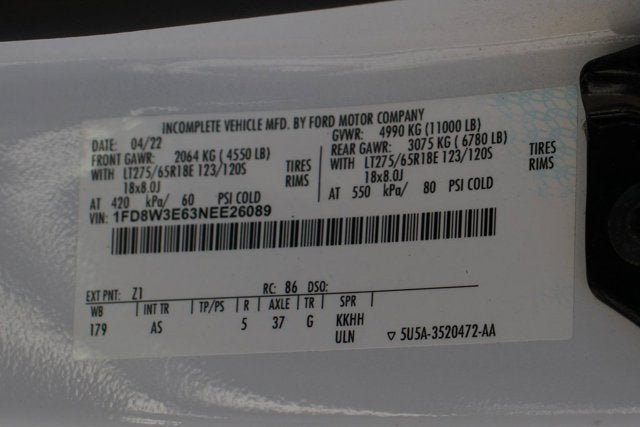 INCOMPLETE VEHICLE MFD. BY FORD MOTOR COMPANY
DATE: 04/22 GVWR: 4990 KG (11000 LB)
FRONT GAWR: 2064 KG (4550 LB) REAR GAWR: 3075 KG (6780 LB)
WITH LT275/65R18E 123/120S TIRES WITH LT275/65R18E 123/120S TIRES
18x8.0J RIMS 18x8.0J RIMS
AT 420 kPa/ 60 PSI COLD AT 550 kPa/ 80 PSI COLD
VIN: 1FD8W3E63NEE26089
EXT PNT: Z1 RC: 86 DSO:
WB INT TR TP/PS R AXLE TR SPR
179 AS 5 37 G KKHH
ULN ▽ 5U5A-3520472-AA